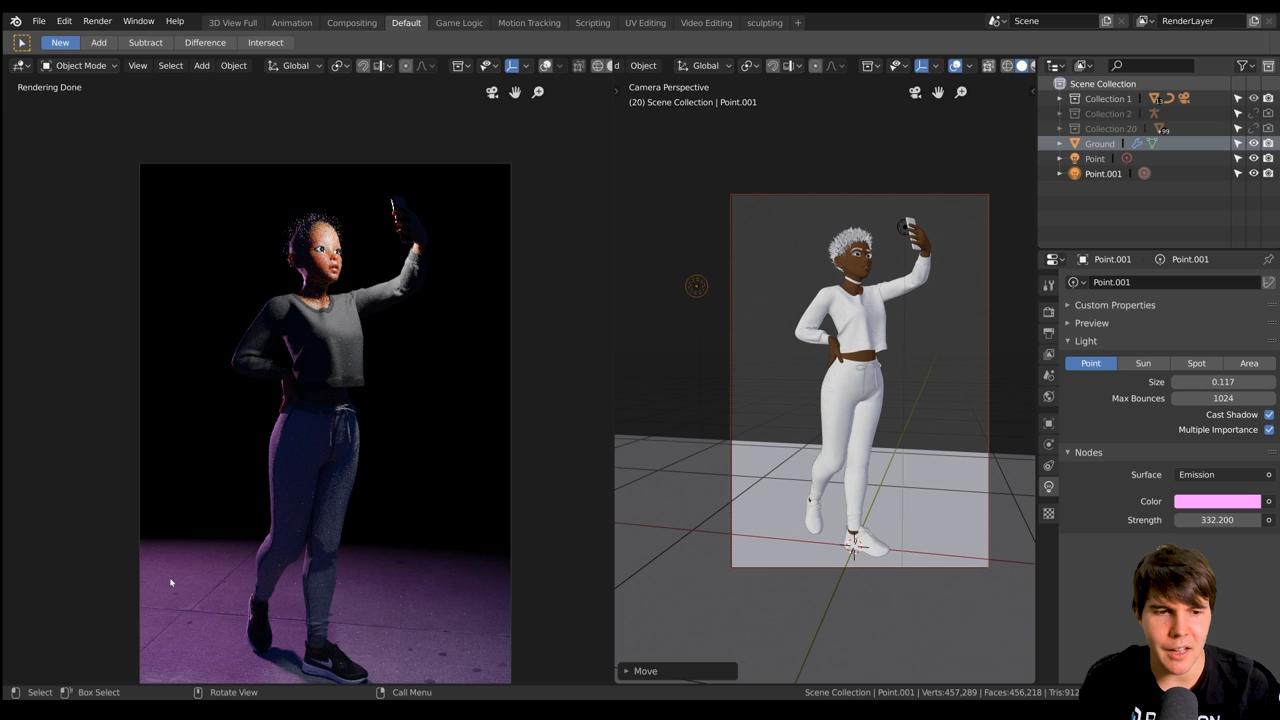 File Edit Render Window Help 3D View Full Animation Compositing Default Game Logic Motion Tracking Scripting UV Editing Video Editing sculpting + Scene RenderLayer
New Add Subtract Difference Intersect
Object Mode View Select Add Object Global d Object Global
Rendering Done
Camera Perspective
(20) Scene Collection | Point.001
Scene Collection
Collection 1
Collection 2
Collection 20
Ground
Point
Point.001
Point.001 Point.001
Point.001
Custom Properties
Preview
Light
Point Sun Spot Area
Size 0.117
Max Bounces 1024
Cast Shadow
Multiple Importance
Nodes
Surface Emission
Color
Strength 332.200
Move
Select Box Select Rotate View Call Menu Scene Collection | Point.001 | Verts:457,289 | Faces:456,218 | Tris:912